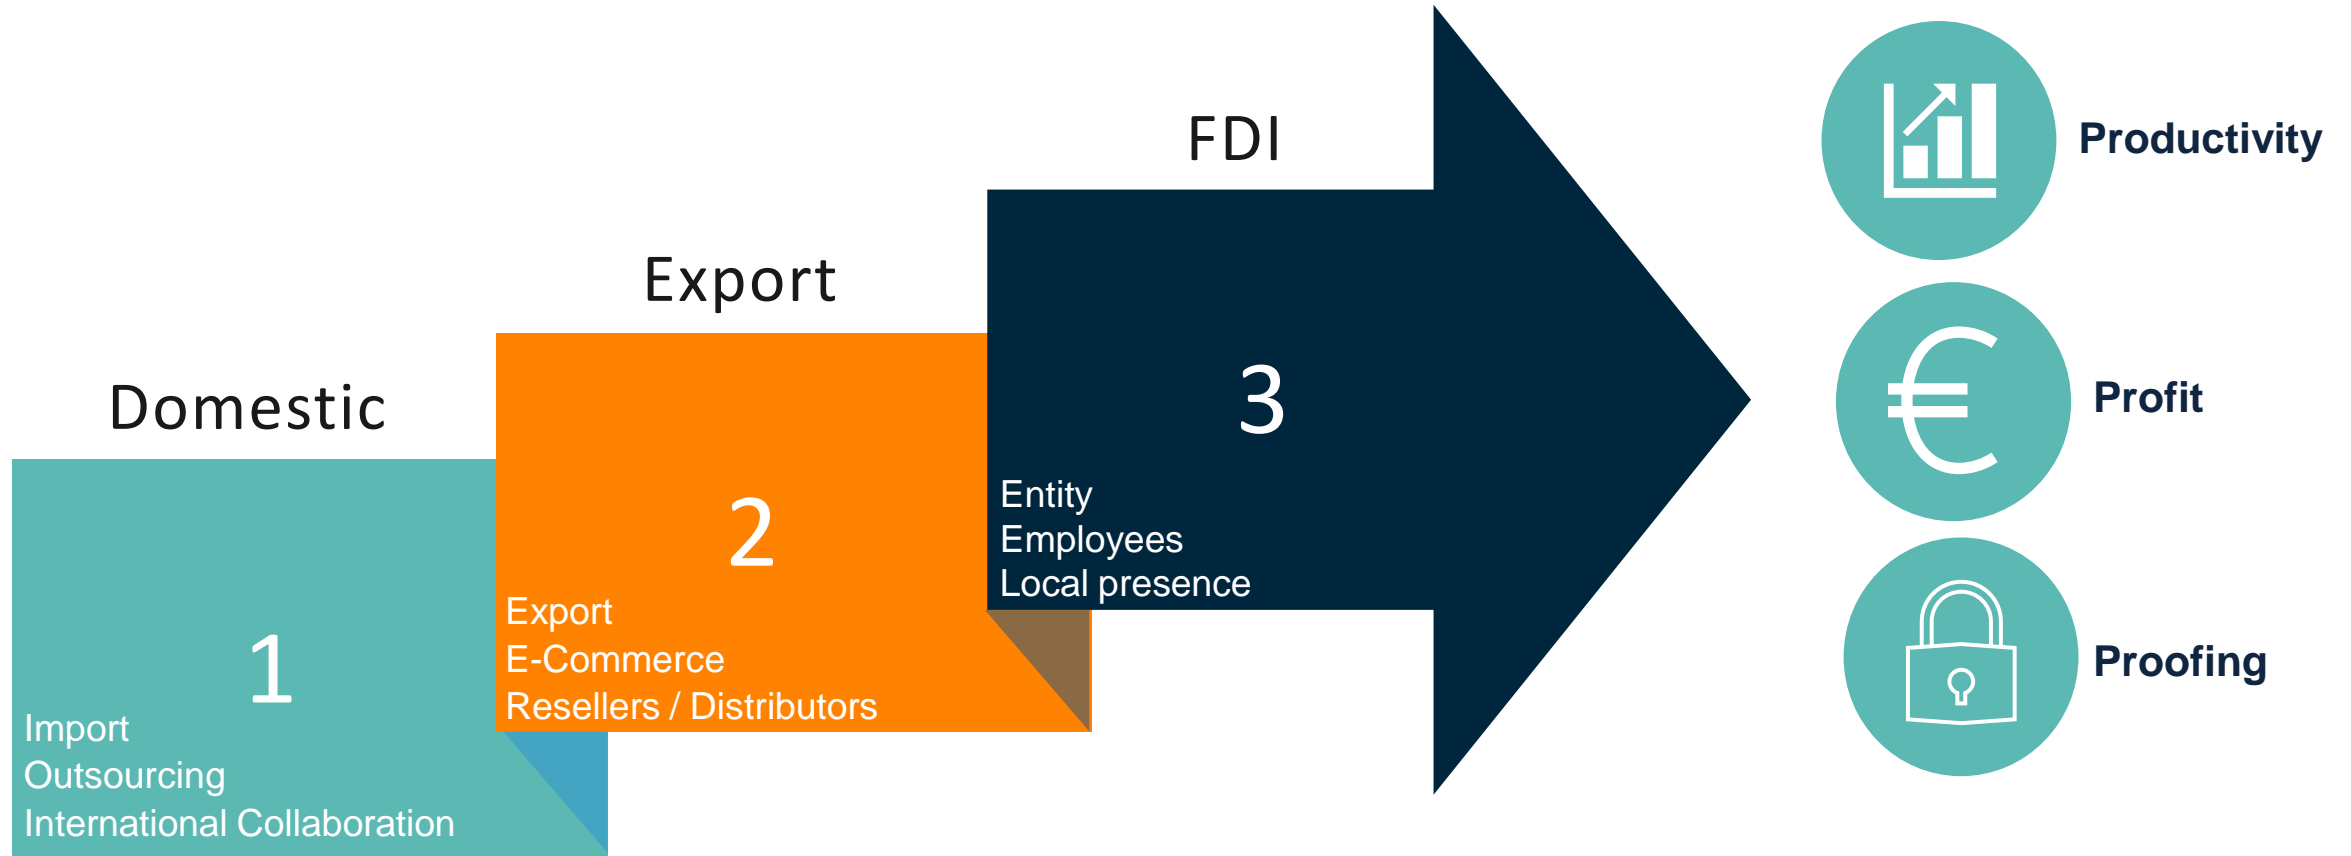 Domestic
1
Import
Outsourcing
International Collaboration
Export
2
Export
E-Commerce
Resellers / Distributors
FDI
3
Entity
Employees
Local presence
Productivity
€
Profit
Proofing